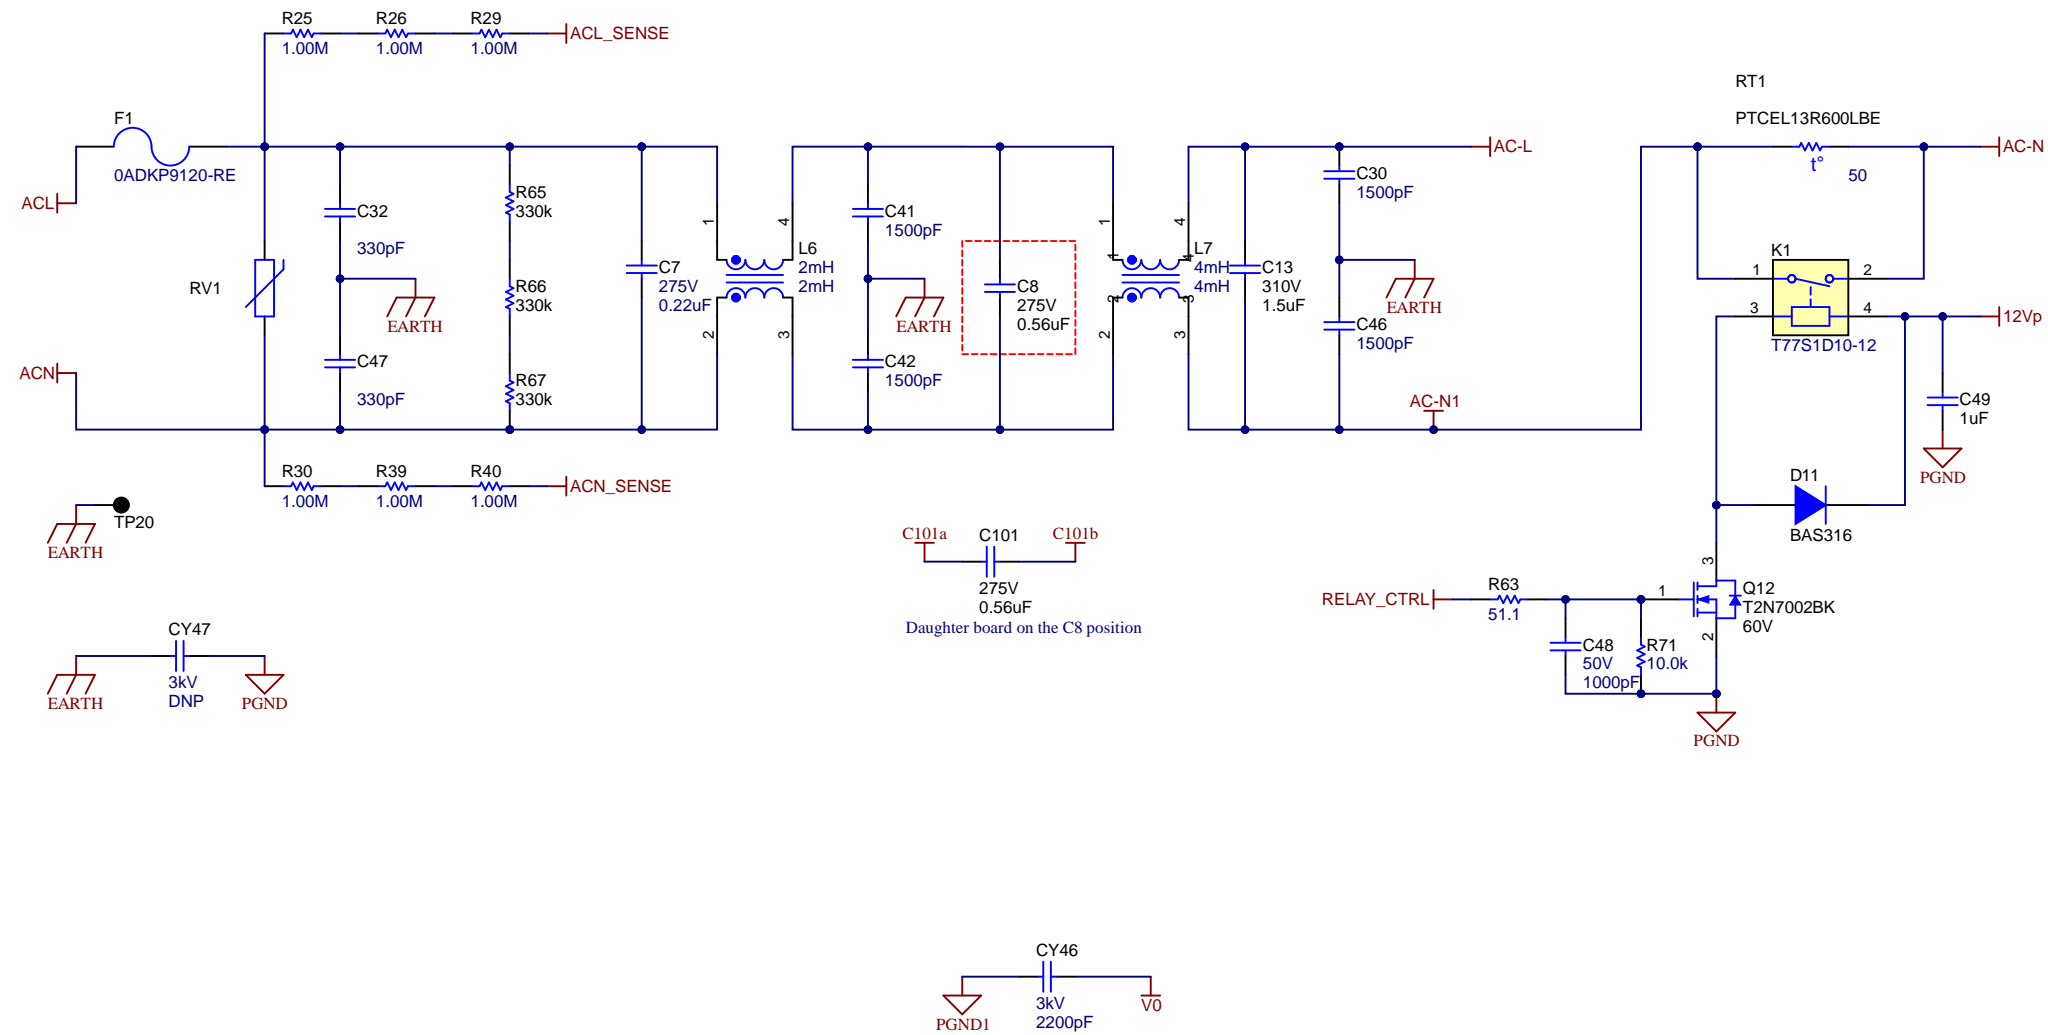 R25
R26
R29
1.00M
1.00M
1.00M
ACL_SENSE
RT1
PTCEL13R600LBE
t°
50
AC-N
F1
0ADKP9120-RE
ACL
ACN
AC-L
C30
1500pF
R65
330k
C32
330pF
C41
1500pF
1
4
1
4
1
4
L6
2mH
2mH
L7
4mH
4mH
RV1
EARTH
R66
330k
C7
275V
0.22uF
EARTH
C8
275V
0.56uF
C13
310V
1.5uF
EARTH
K1
1
2
3
4
T77S1D10-12
12Vp
2
3
2
3
2
3
C46
1500pF
C47
330pF
R67
330k
C42
1500pF
AC-N1
C49
1uF
PGND
R30
R39
R40
1.00M
1.00M
1.00M
ACN_SENSE
D11
BAS316
TP20
EARTH
C101a
C101
C101b
275V
0.56uF
Daughter board on the C8 position
RELAY_CTRL
R63
51.1
1
3
2
Q12
T2N7002BK
60V
C48
50V
1000pF
R71
10.0k
PGND
CY47
3kV
DNP
EARTH
PGND
CY46
3kV
2200pF
PGND1
V0